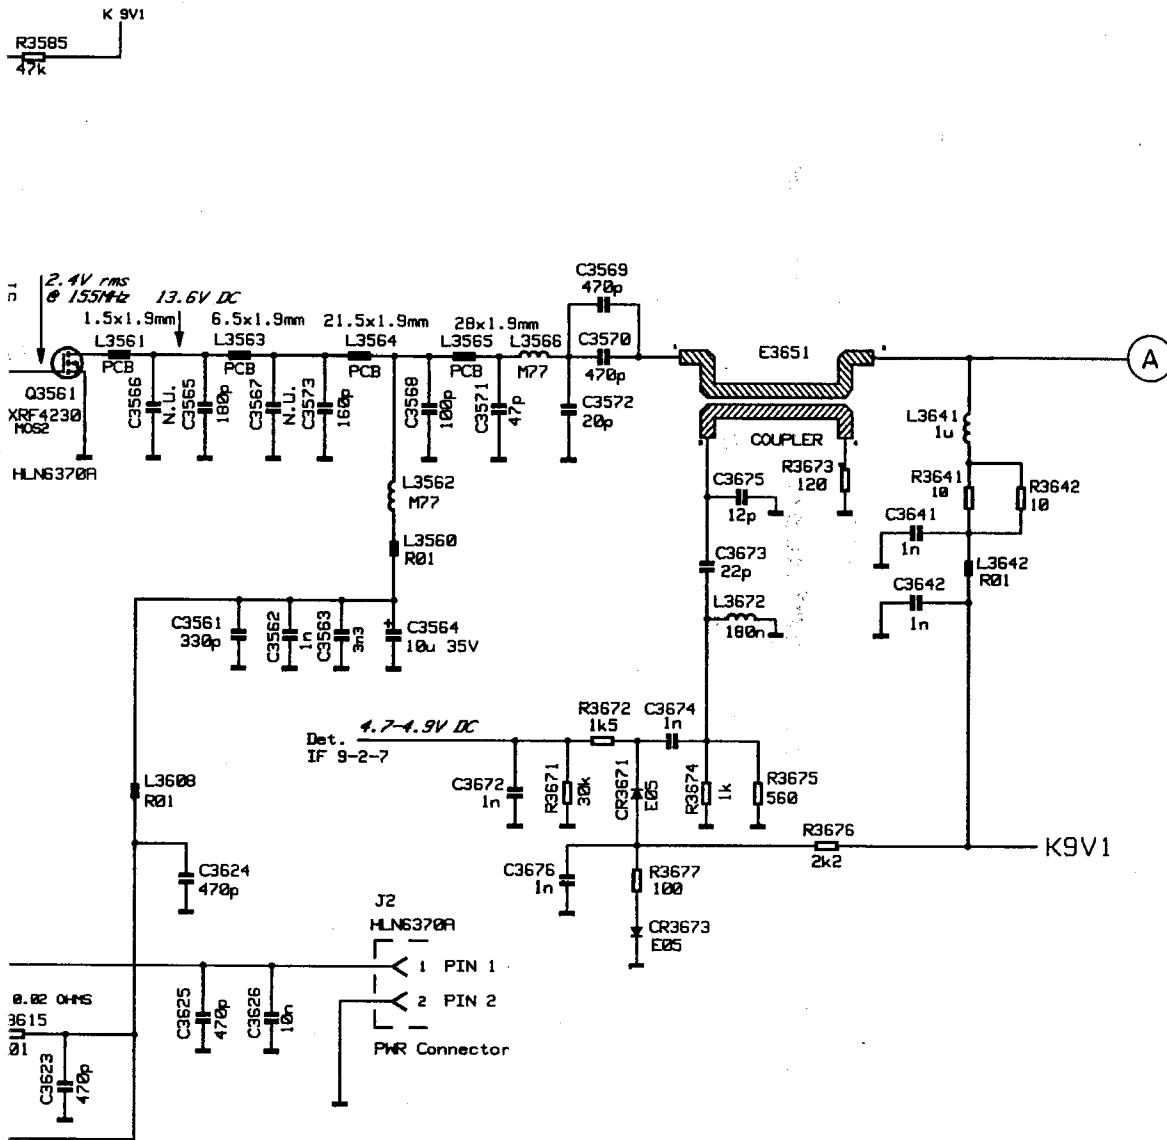 K 9V1
R3585
47k
2.4V rms
@ 155MHz
13.6V DC
1.5x1.9mm
6.5x1.9mm
21.5x1.9mm
28x1.9mm
L3561
PCB
L3563
PCB
L3564
PCB
L3565
PCB
L3566
M77
C3569
470p
C3570
470p
C3572
20p
Q3561
XRF4230
MOS2
HLN6370A
C3566
N.U.
C3565
180p
C3567
N.U.
C3573
160p
C3568
100p
C3571
47p
E3651
COUPLER
A
L3641
1u
R3641
10
R3642
10
C3641
1n
L3642
R01
C3642
1n
R3673
120
C3675
12p
C3673
22p
L3672
180n
L3562
M77
L3560
R01
C3561
330p
C3562
1n
C3563
3n3
+
C3564
10u 35V
4.7-4.9V DC
Det.
IF 9-2-7
R3672
1k5
C3674
1n
C3672
1n
R3671
30k
CR3671
E05
R3674
1k
R3675
560
L3608
R01
R3676
2k2
K9V1
C3624
470p
C3676
1n
R3677
100
CR3673
E05
J2
HLN6370A
1 PIN 1
2 PIN 2
PWR Connector
C3625
470p
C3626
10n
0.02 OHMS
3615
01
C3623
470p